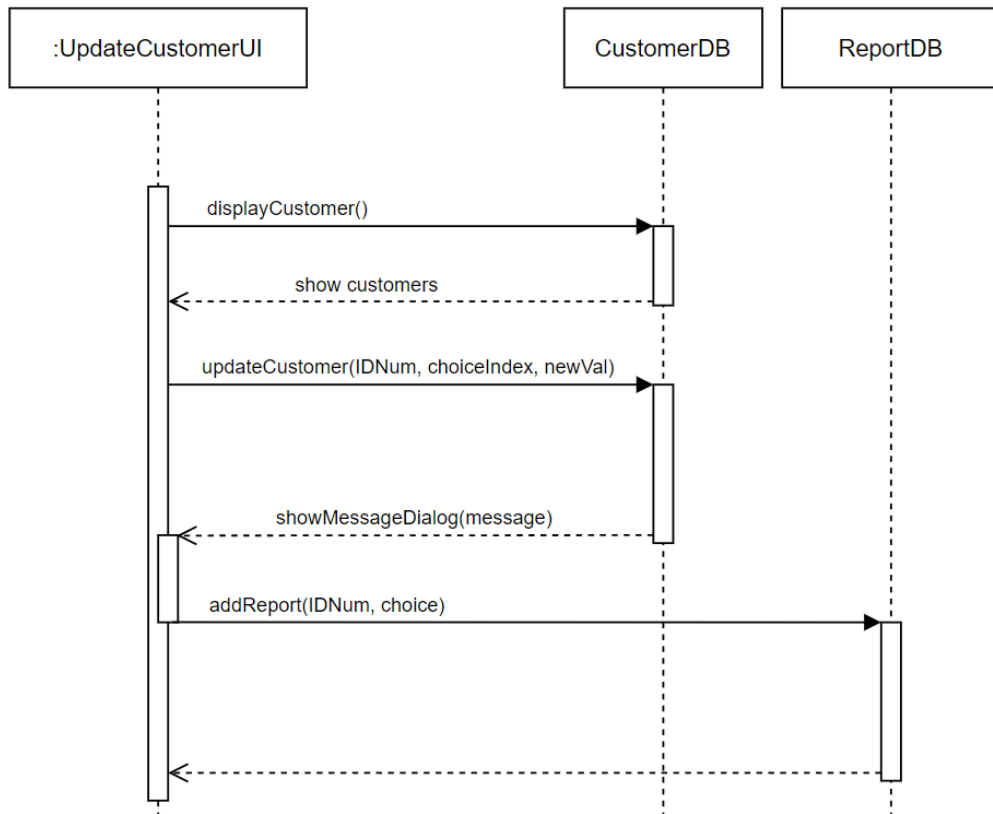 :UpdateCustomerUI
CustomerDB
ReportDB
displayCustomer()
show customers
updateCustomer(IDNum, choiceIndex, newVal)
showMessageDialog(message)
addReport(IDNum, choice)